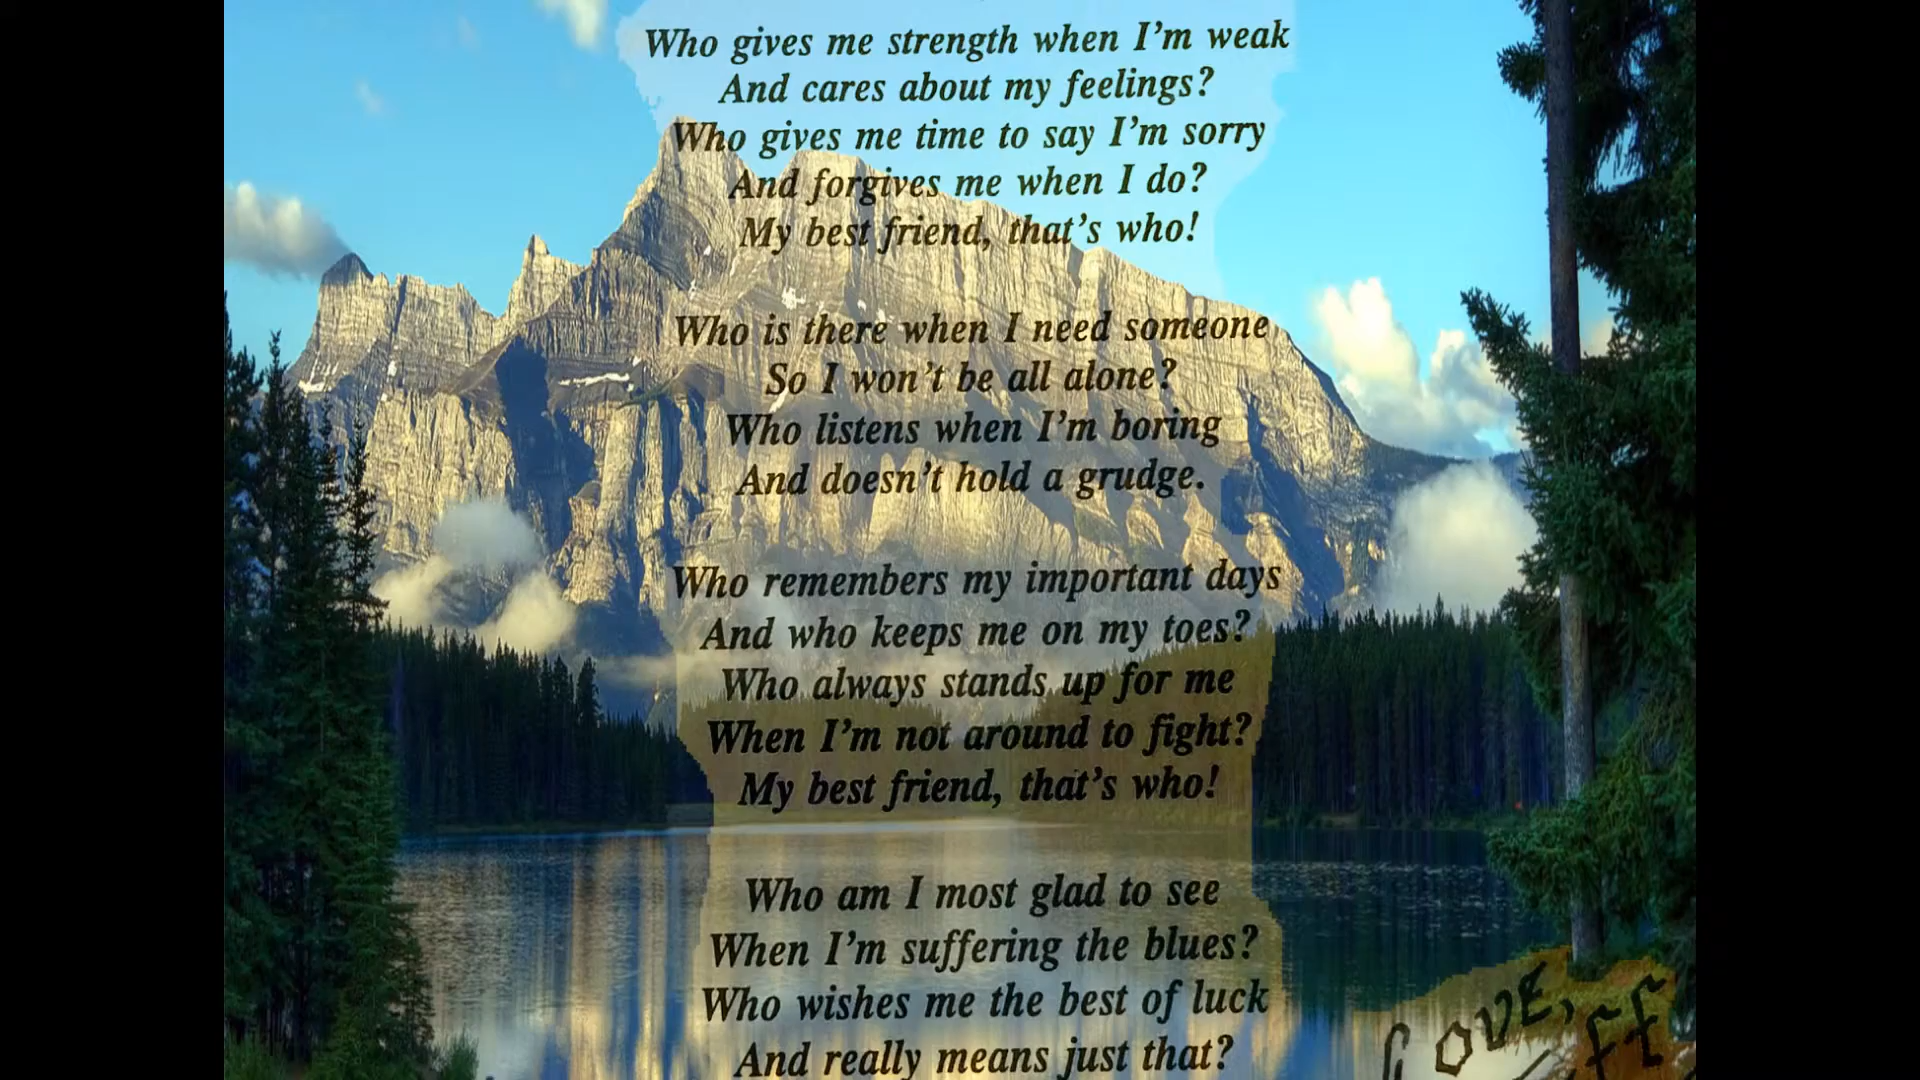 Who gives me strength when I'm weak
And cares about my feelings?
Who gives me time to say I'm sorry
And forgives me when I do?
My best friend, that's who!
Who is there when I need someone
So I won't be all alone?
Who listens when I'm boring
And doesn't hold a grudge.
Who remembers my important days
And who keeps me on my toes?
Who always stands up for me
When I'm not around to fight?
My best friend, that's who!
Who am I most glad to see
When I'm suffering the blues?
Who wishes me the best of luck
And really means just that?
Love,